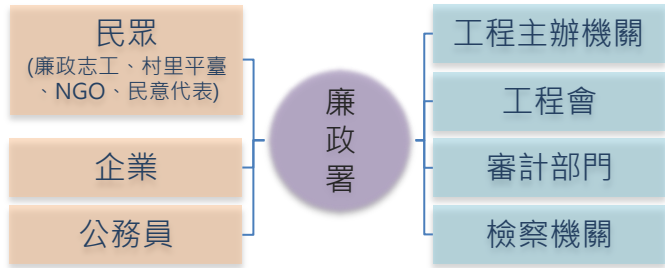 民眾
(廉政志工、村里平臺
、NGO、民意代表)
企業
公務員
廉
政
署
工程主辦機關
工程會
審計部門
檢察機關